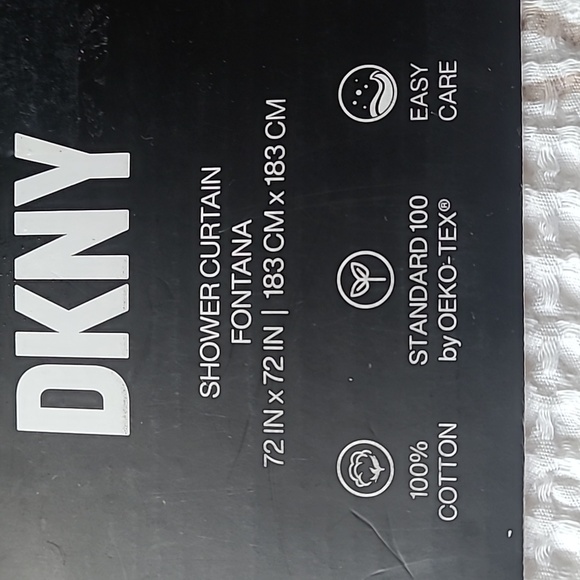 DKNY
SHOWER CURTAIN
FONTANA
72 IN x 72 IN | 183 CM x 183 CM
100%
COTTON
STANDARD 100
by OEKO-TEX®
EASY
CARE